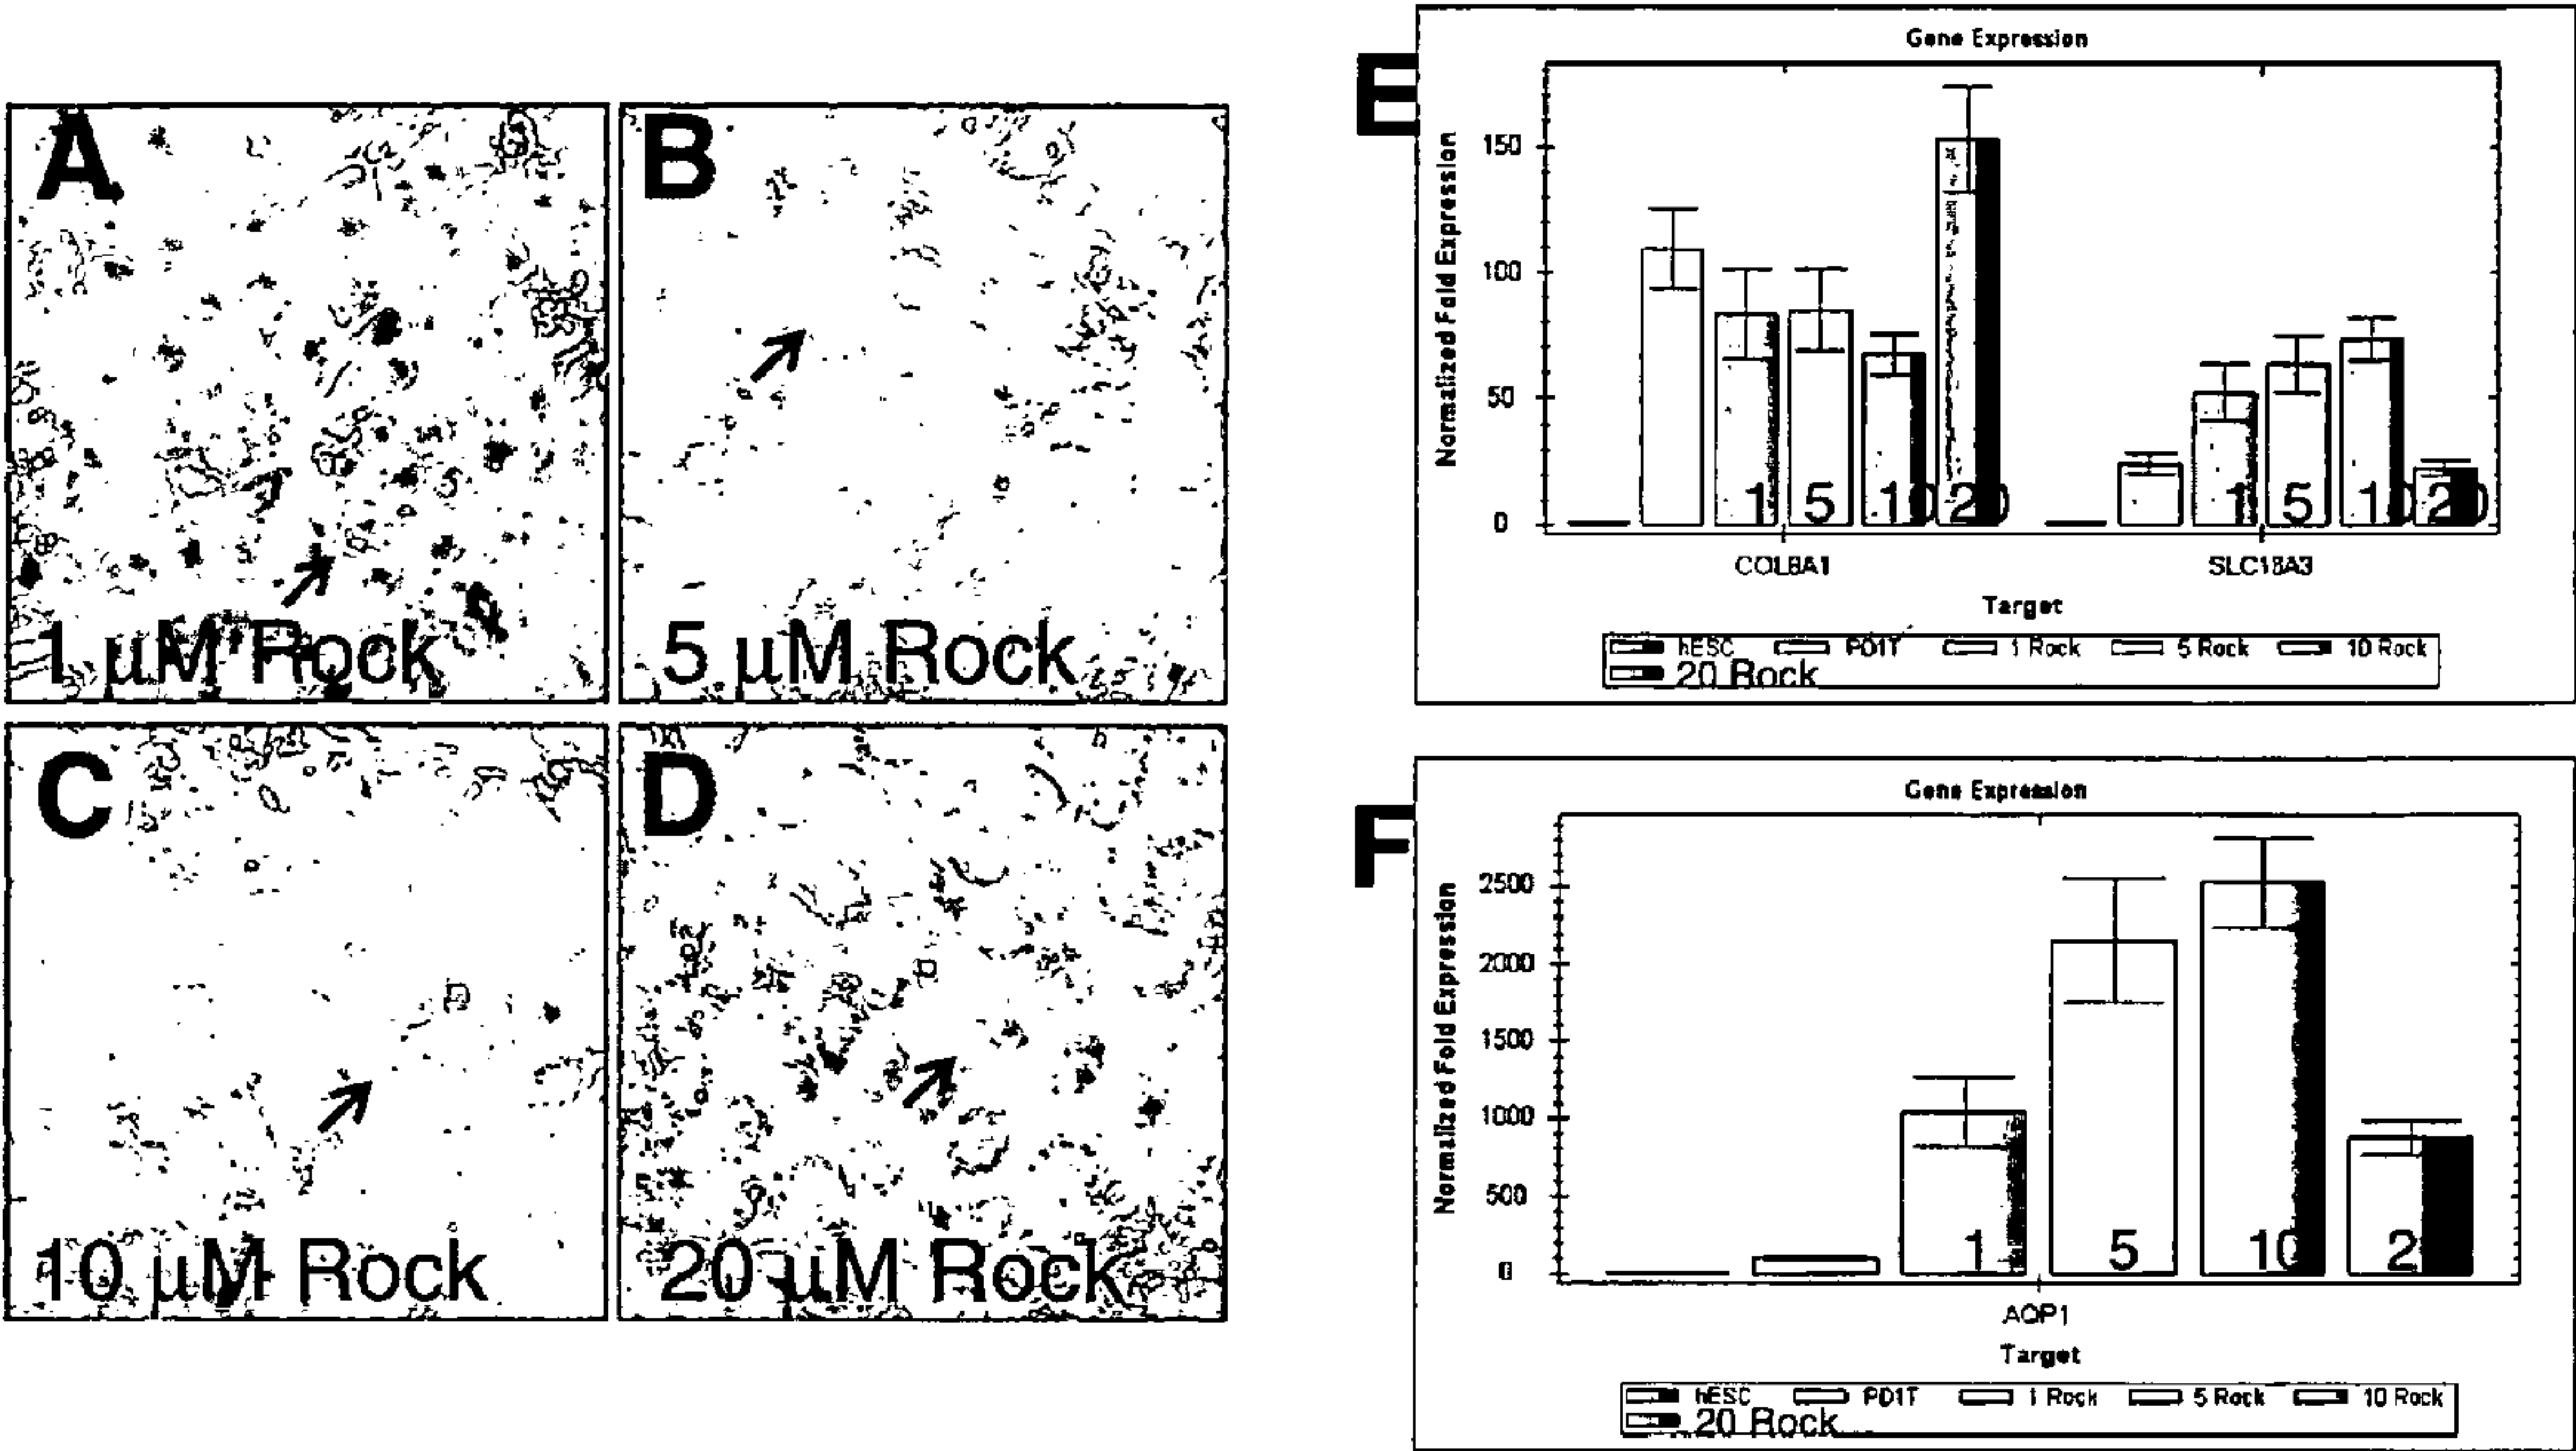 A
1 µM Rock
B
5 µM Rock
C
10 µM Rock
D
20 µM Rock
E
Gene Expression
Normalized Fold Expression
150
100
50
0
1 5 10 20
1 5 10 20
COL8A1 SLC18A3
Target
hESC PD1T 1 Rock 5 Rock 10 Rock
20 Rock
F
Gene Expression
Normalized Fold Expression
2500
2000
1500
1000
500
0
1 5 10 2
AQP1
Target
hESC PD1T 1 Rock 5 Rock 10 Rock
20 Rock